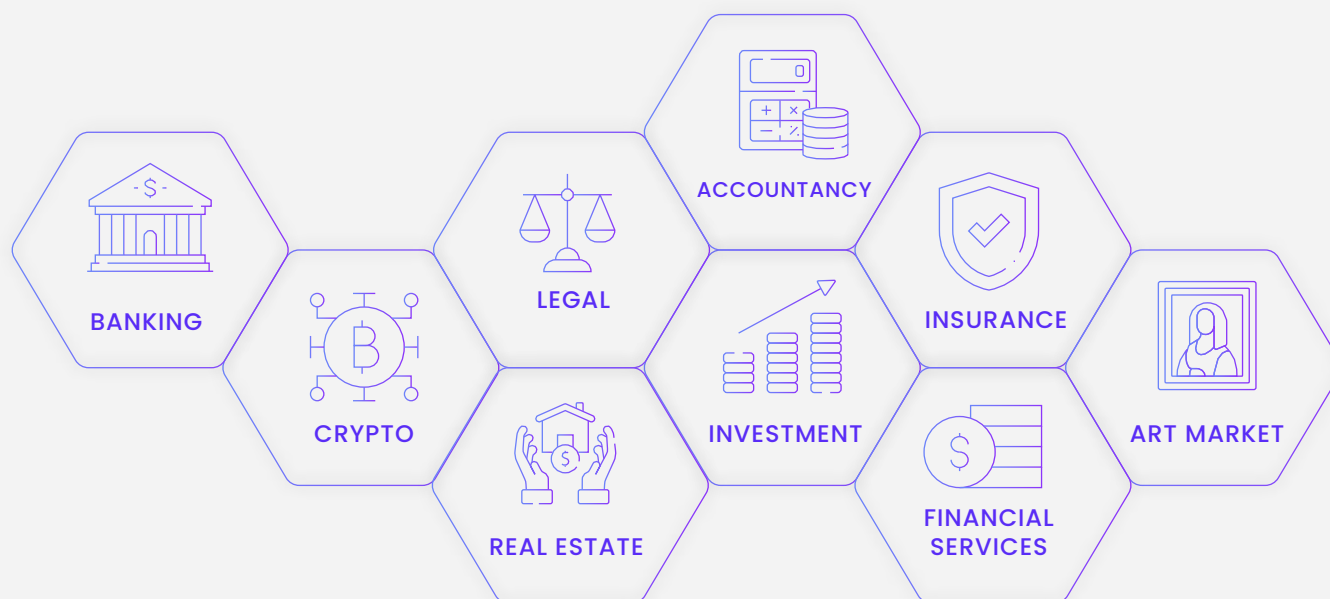 ACCOUNTANCY
BANKING
LEGAL
INSURANCE
CRYPTO
INVESTMENT
ART MARKET
REAL ESTATE
FINANCIAL
SERVICES